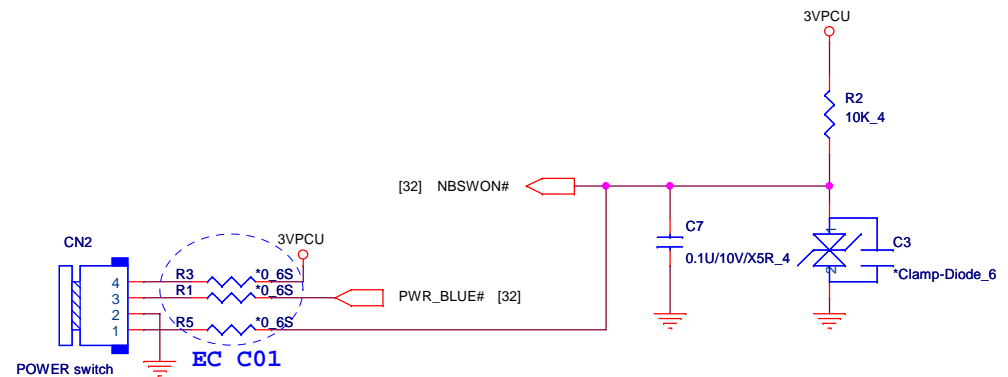 3VPCU
R2
10K_4
[32] NBSWON#
C7
0.1U/10V/X5R_4
1
2
C3
*Clamp-Diode_6
CN2
3VPCU
4
3
2
1
R3 *0_6S
R1 *0_6S
PWR_BLUE# [32]
R5 *0_6S
EC C01
POWER switch